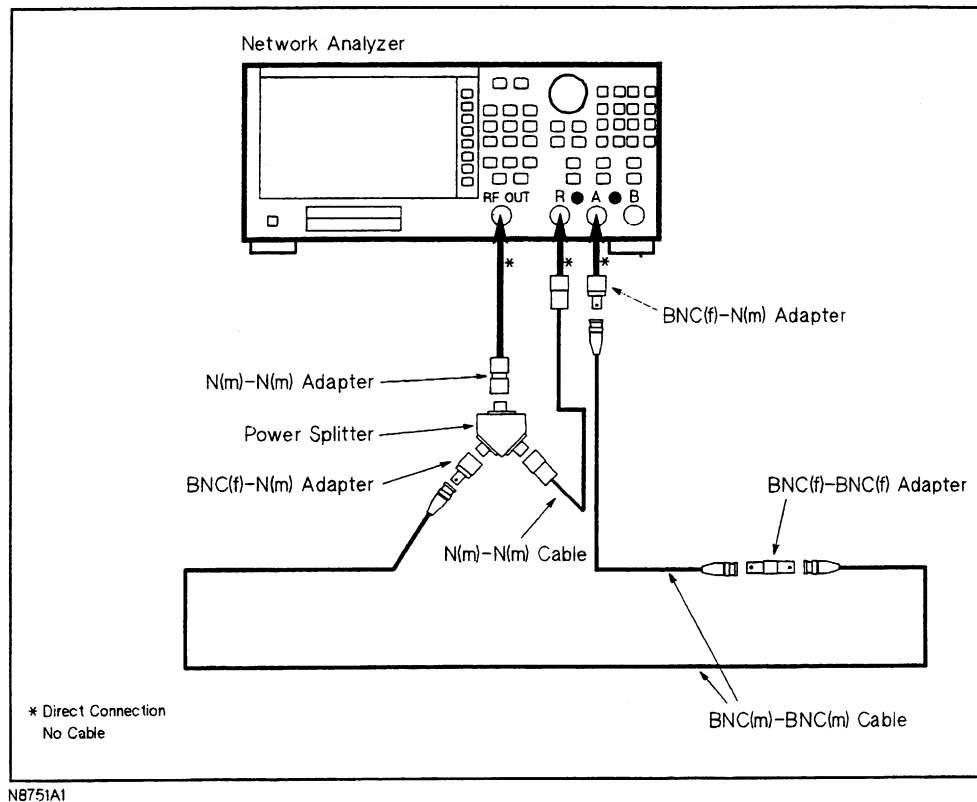 Network Analyzer
RF OUT R A B
* * *
BNC(f)-N(m) Adapter
N(m)-N(m) Adapter
Power Splitter
BNC(f)-N(m) Adapter
BNC(f)-BNC(f) Adapter
N(m)-N(m) Cable
* Direct Connection
No Cable
BNC(m)-BNC(m) Cable
N8751A1